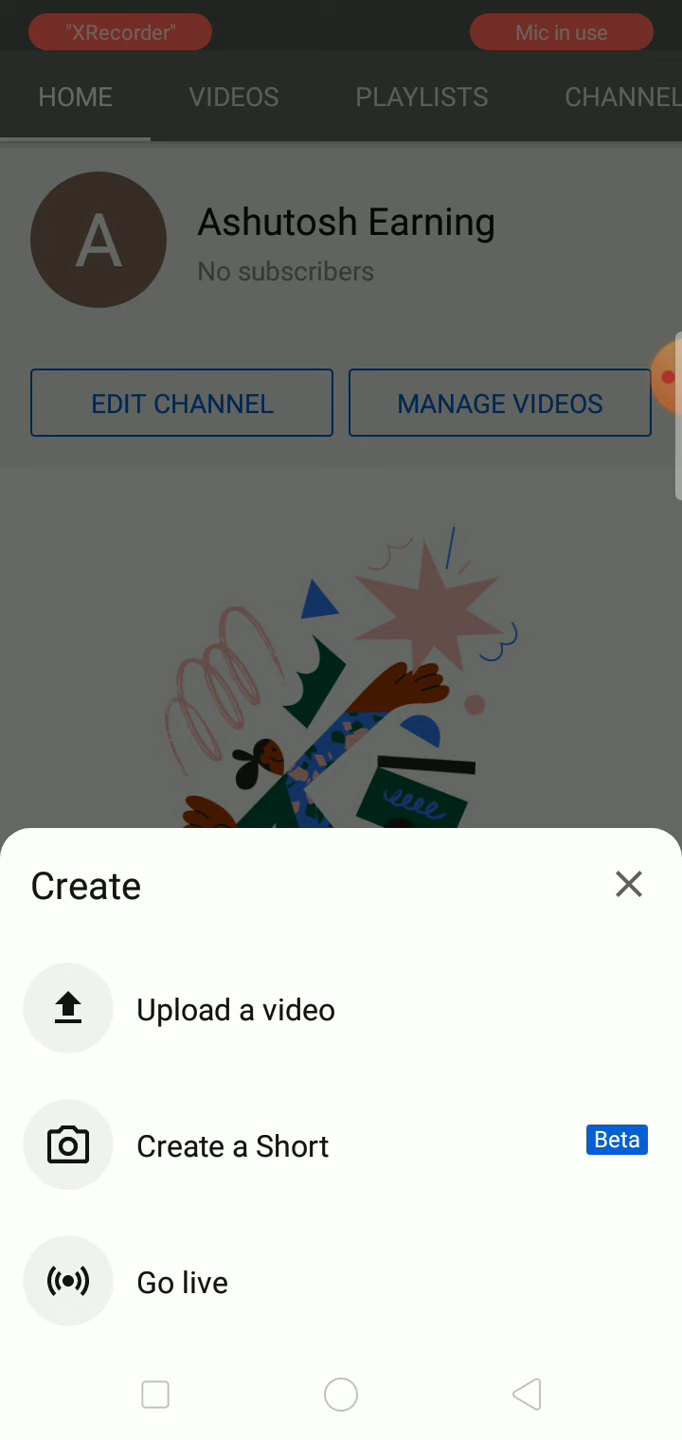 "XRecorder"
Mic in use
HOME
VIDEOS
PLAYLISTS
CHANNEL
A
Ashutosh Earning
No subscribers
EDIT CHANNEL
MANAGE VIDEOS
Create
Upload a video
Create a Short
Beta
Go live